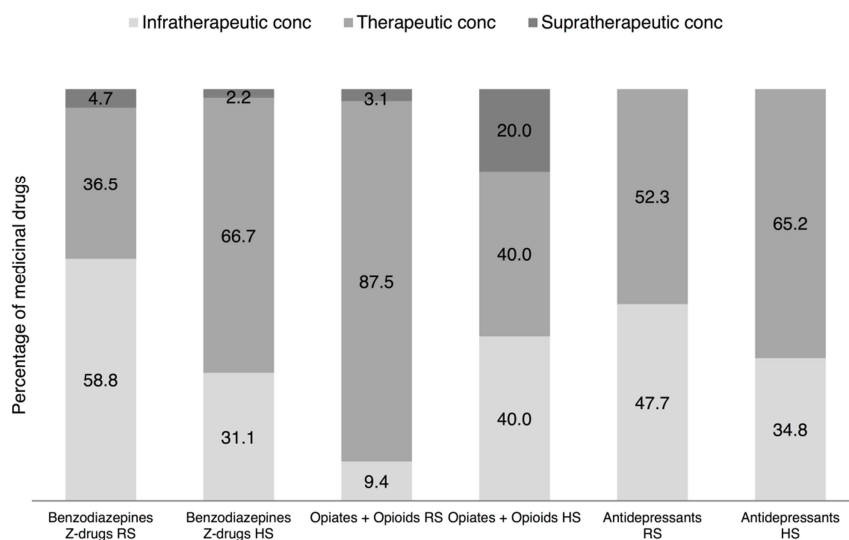 Infratherapeutic conc Therapeutic conc Supratherapeutic conc
Percentage of medicinal drugs
4.7 2.2 3.1
20.0
36.5 52.3
66.7 65.2
40.0
87.5
58.8 47.7
31.1 40.0 34.8
9.4
Benzodiazepines Benzodiazepines Opiates + Opioids RS Opiates + Opioids HS Antidepressants Antidepressants
Z-drugs RS Z-drugs HS RS HS